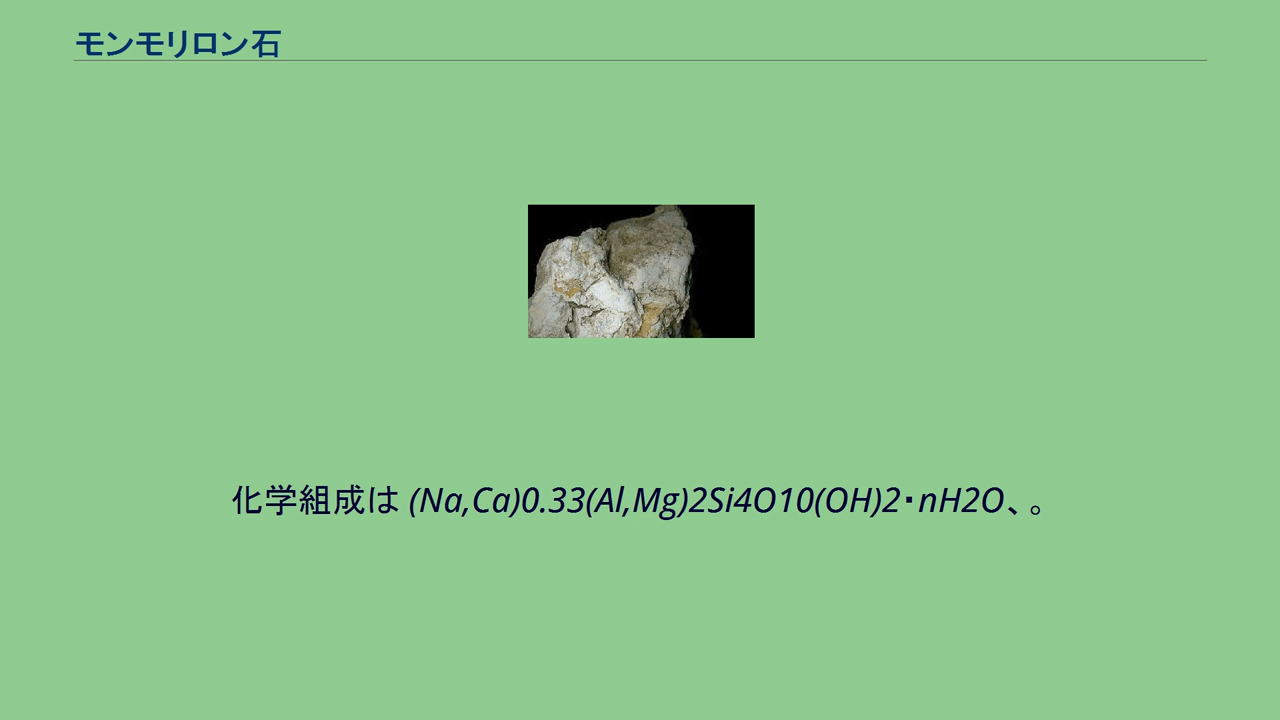 モンモリロン石
化学組成は (Na,Ca)0.33(Al,Mg)2Si4O10(OH)2・nH2O、。